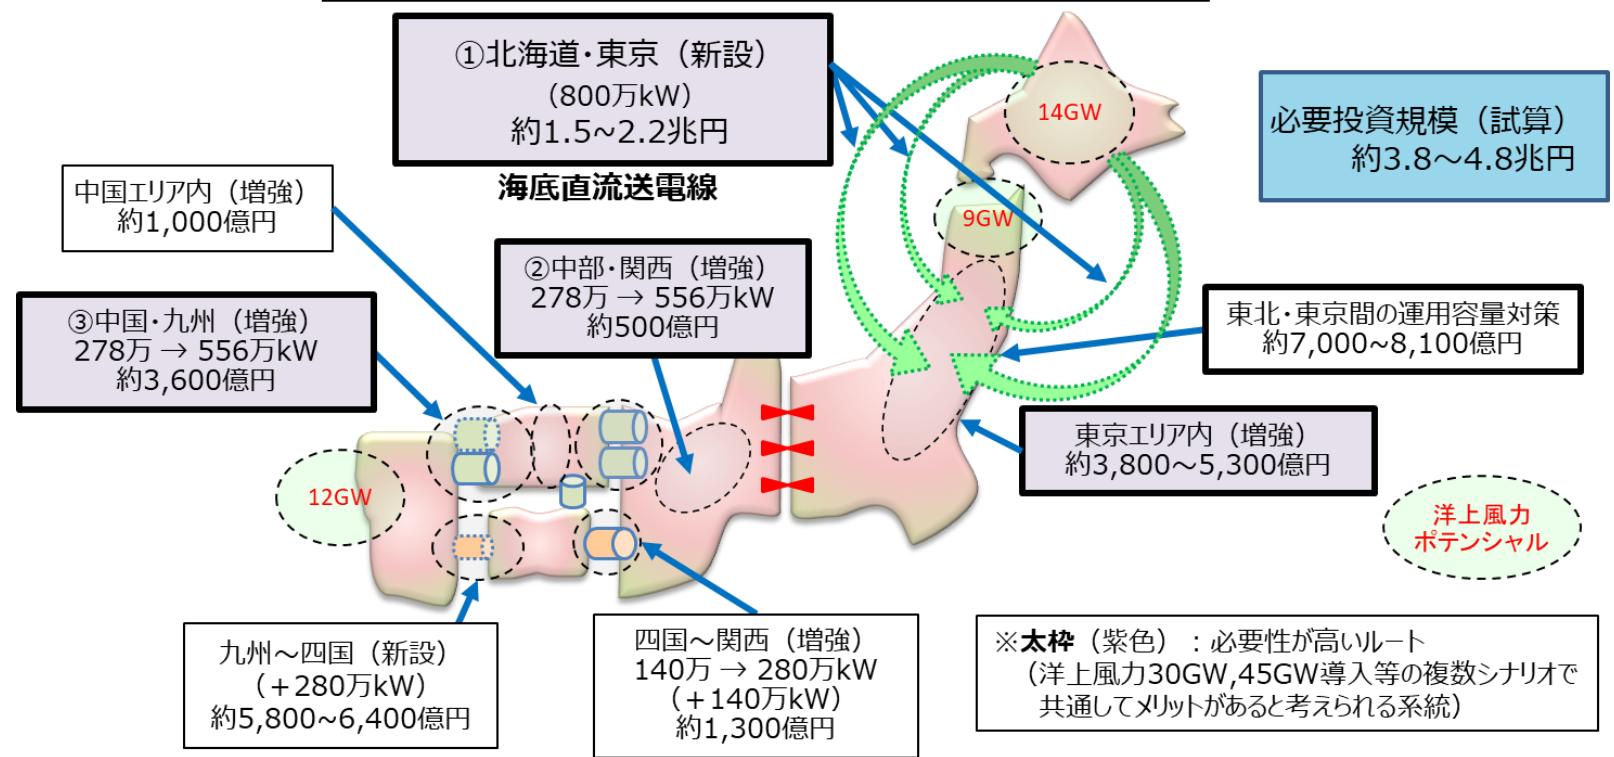 ①北海道・東京（新設）
（800万kW）
約1.5~2.2兆円
海底直流送電線
14GW
必要投資規模（試算）
約3.8～4.8兆円
中国エリア内（増強）
約1,000億円
9GW
②中部・関西（増強）
278万 → 556万kW
約500億円
③中国・九州（増強）
278万 → 556万kW
約3,600億円
東北・東京間の運用容量対策
約7,000~8,100億円
東京エリア内（増強）
約3,800～5,300億円
12GW
洋上風力
ポテンシャル
九州～四国（新設）
（＋280万kW）
約5,800~6,400億円
四国～関西（増強）
140万 → 280万kW
（＋140万kW）
約1,300億円
※太枠（紫色）：必要性が高いルート
（洋上風力30GW,45GW導入等の複数シナリオで
共通してメリットがあると考えられる系統）